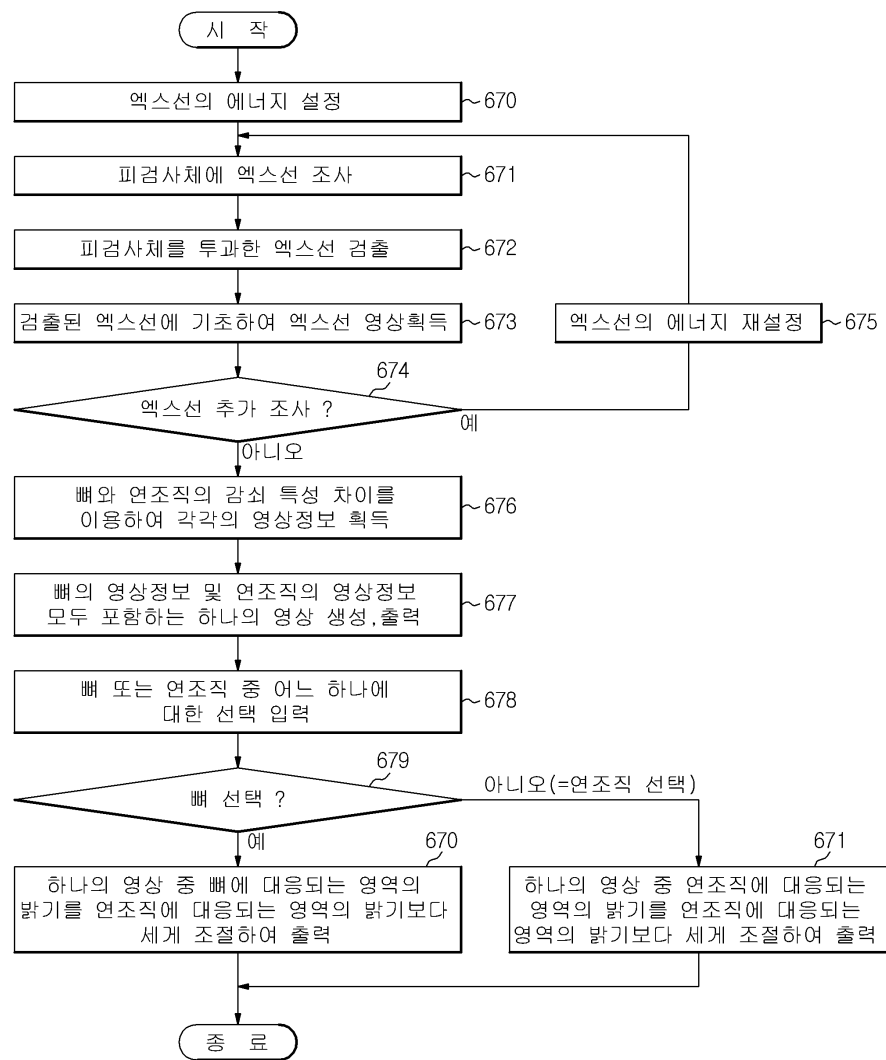 시 작
엑스선의 에너지 설정
670
피검사체에 엑스선 조사
671
피검사체를 투과한 엑스선 검출
672
검출된 엑스선에 기초하여 엑스선 영상획득
673
엑스선의 에너지 재설정
675
674
엑스선 추가 조사 ?
예
아니오
뼈와 연조직의 감쇠 특성 차이를
이용하여 각각의 영상정보 획득
676
뼈의 영상정보 및 연조직의 영상정보
모두 포함하는 하나의 영상 생성,출력
677
뼈 또는 연조직 중 어느 하나에
대한 선택 입력
678
679
뼈 선택 ?
아니오(=연조직 선택)
예
670
하나의 영상 중 뼈에 대응되는 영역의
밝기를 연조직에 대응되는 영역의 밝기보다
세게 조절하여 출력
671
하나의 영상 중 연조직에 대응되는
영역의 밝기를 연조직에 대응되는
영역의 밝기보다 세게 조절하여 출력
종 료